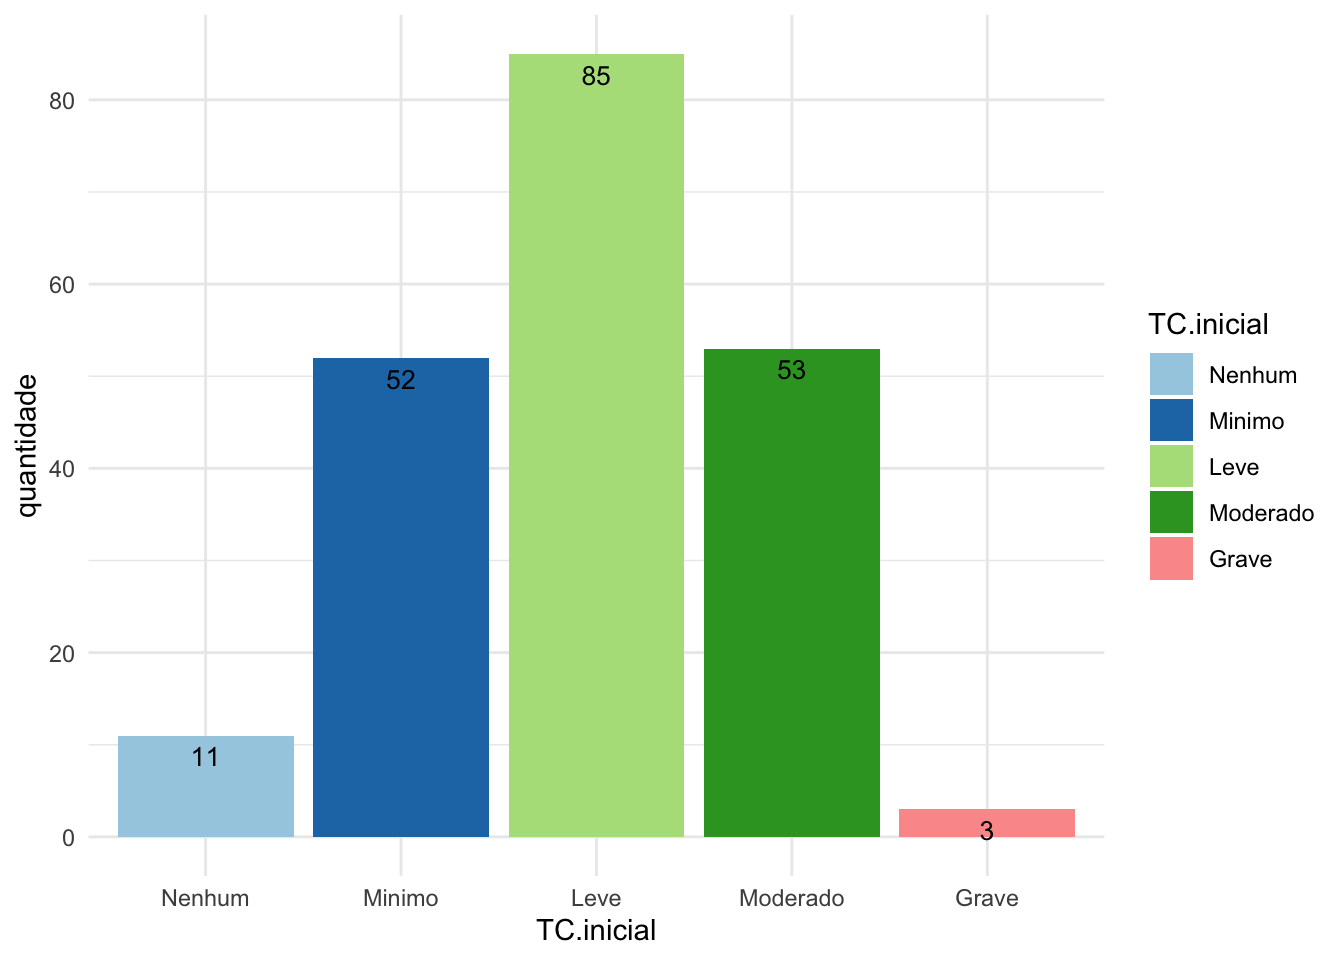 80
60
40
20
0
quantidade
11
52
85
53
3
Nenhum
Minimo
Leve
Moderado
Grave
TC.inicial
TC.inicial
Nenhum
Minimo
Leve
Moderado
Grave